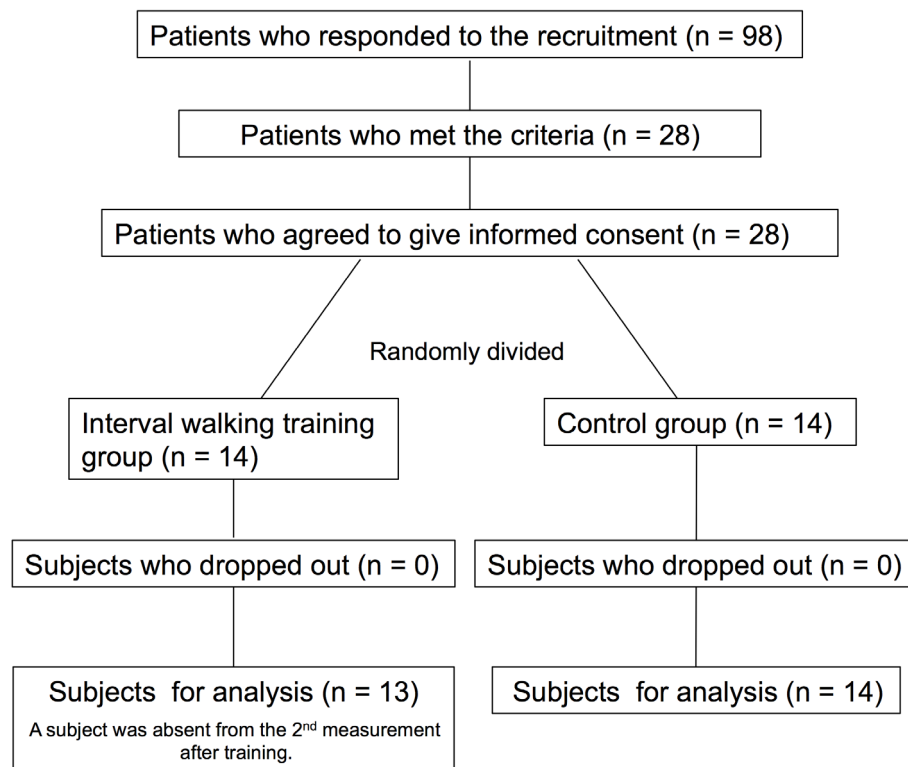 Patients who responded to the recruitment (n = 98)
Patients who met the criteria (n = 28)
Patients who agreed to give informed consent (n = 28)
Randomly divided
Interval walking training
group (n = 14)
Control group (n = 14)
Subjects who dropped out (n = 0)
Subjects who dropped out (n = 0)
Subjects for analysis (n = 13)
A subject was absent from the 2nd measurement
after training.
Subjects for analysis (n = 14)